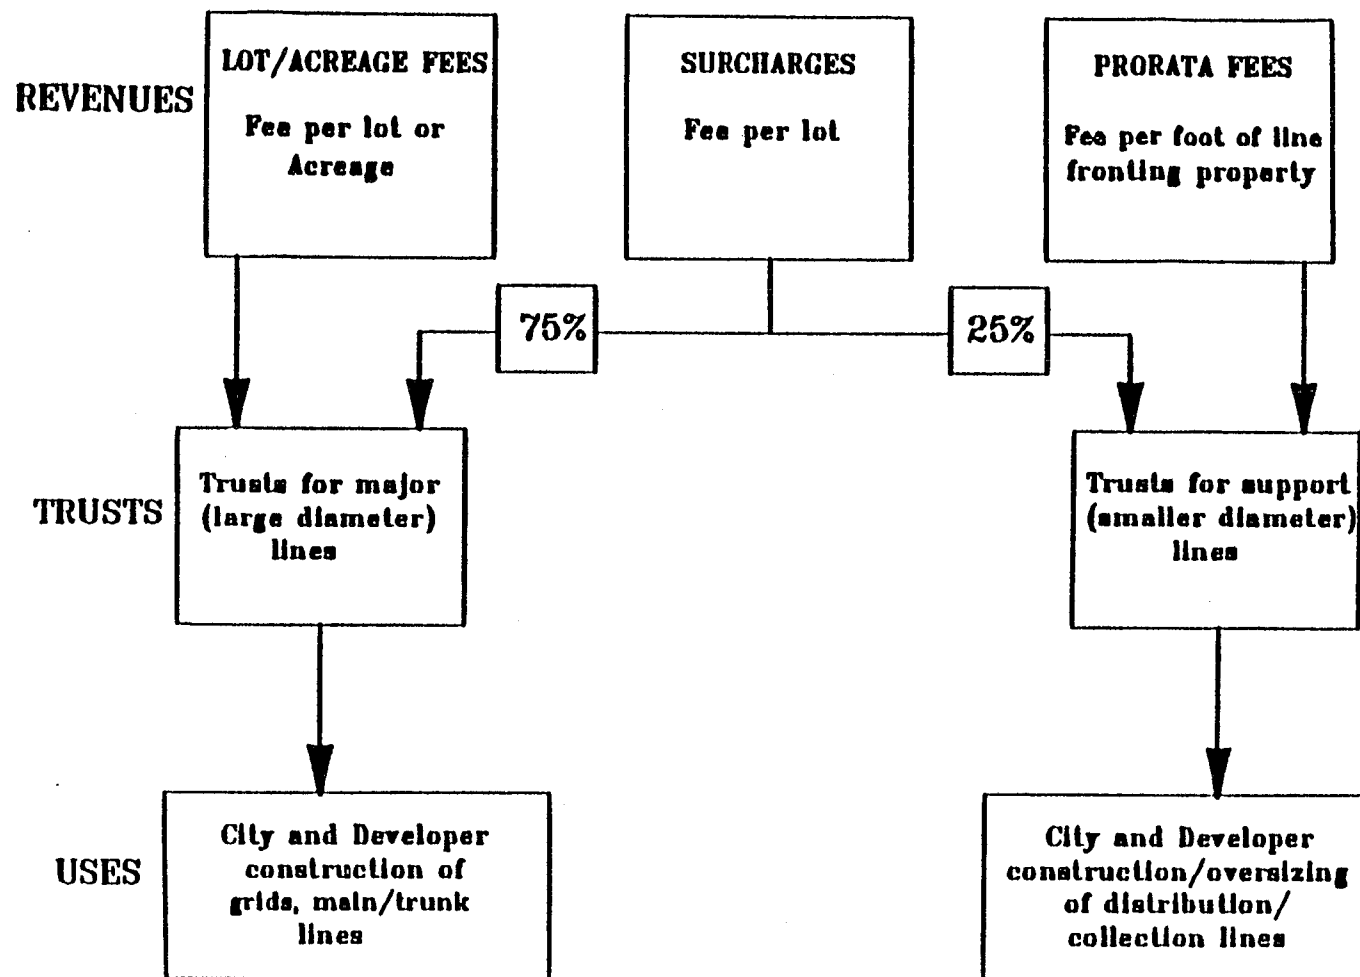 REVENUES
LOT/ACREAGE FEES
Fee per lot or
Acreage
SURCHARGES
Fee per lot
PRORATA FEES
Fee per foot of line
fronting property
75%
25%
TRUSTS
Trusts for major
(large diameter)
lines
Trusts for support
(smaller diameter)
lines
USES
City and Developer
construction of
grids, main/trunk
lines
City and Developer
construction/oversizing
of distribution/
collection lines